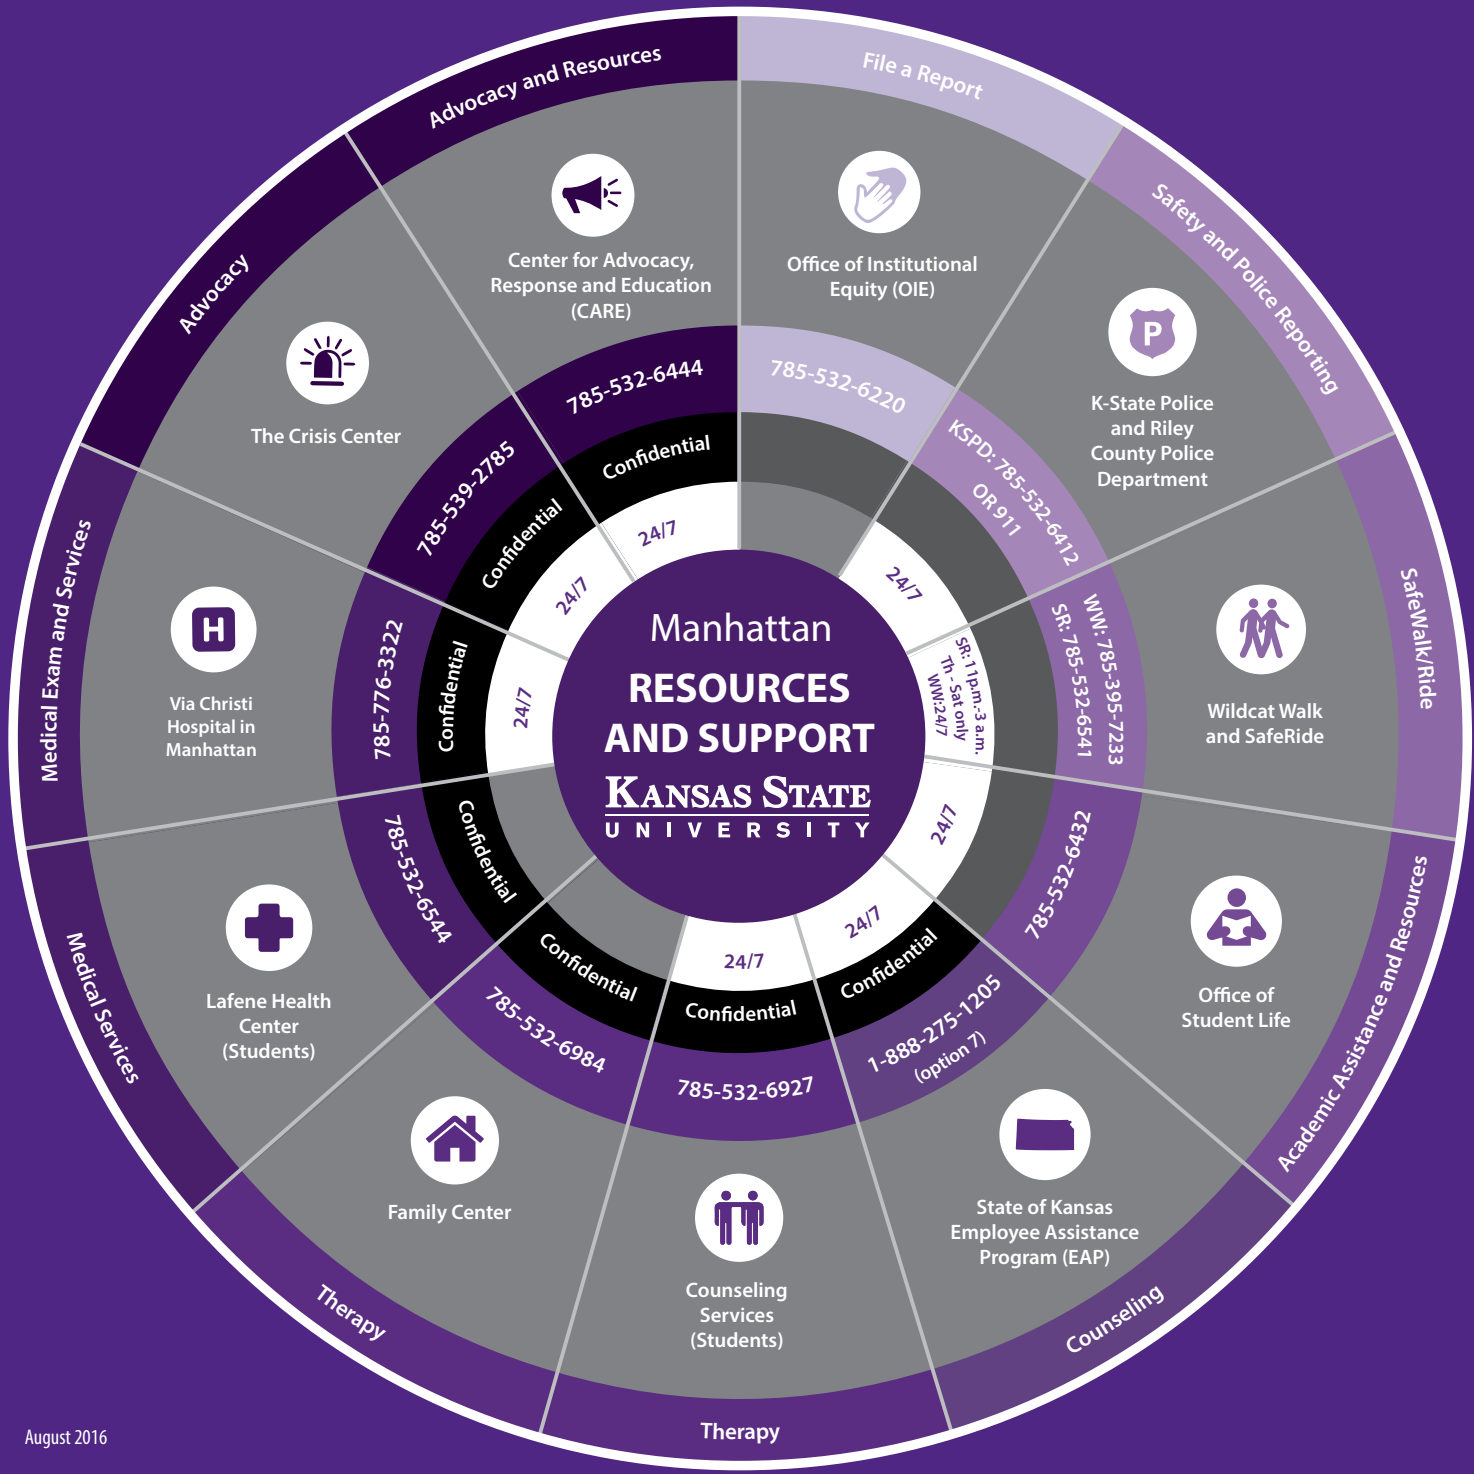 Manhattan
RESOURCES
AND SUPPORT
KANSAS STATE
UNIVERSITY
File a Report
Office of Institutional
Equity (OIE)
785-532-6220
Safety and Police Reporting
K-State Police
and Riley
County Police
Department
KSPD: 785-532-6412
OR 911
24/7
SafeWalk/Ride
Wildcat Walk
and SafeRide
WW: 785-395-7233
SR: 785-532-6541
SR: 11p.m.-3 a.m.
Th - Sat only
WW:24/7
Academic Assistance and Resources
Office of
Student Life
785-532-6432
24/7
Counseling
State of Kansas
Employee Assistance
Program (EAP)
1-888-275-1205
(option 7)
Confidential
24/7
Therapy
Counseling
Services
(Students)
785-532-6927
Confidential
24/7
Therapy
Family Center
785-532-6984
Confidential
Medical Services
Lafene Health
Center
(Students)
785-532-6544
Confidential
Medical Exam and Services
H
Via Christi
Hospital in
Manhattan
785-776-3322
Confidential
24/7
Advocacy
The Crisis Center
785-539-2785
Confidential
24/7
Advocacy and Resources
Center for Advocacy,
Response and Education
(CARE)
785-532-6444
Confidential
24/7
P
August 2016